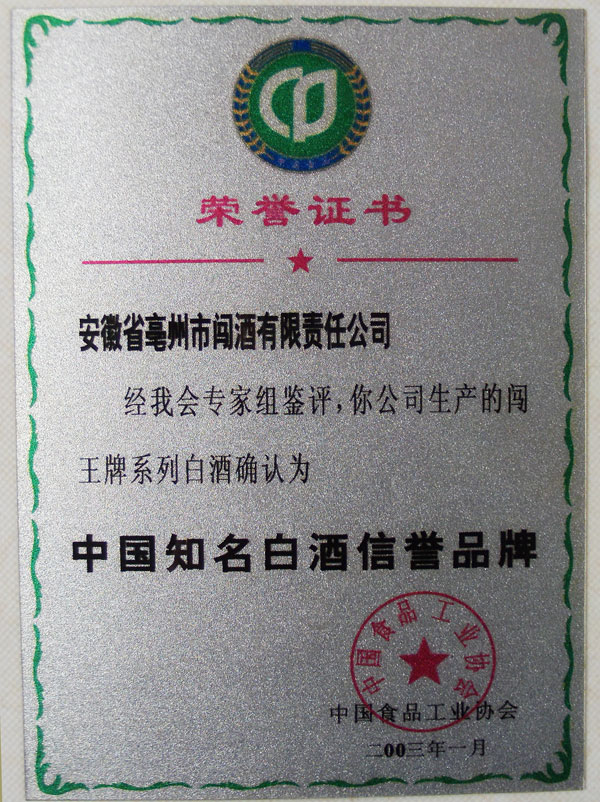 荣誉证书
安徽省亳州市闯酒有限责任公司
经我会专家组鉴评，你公司生产的闯
王牌系列白酒确认为
中国知名白酒信誉品牌
中国食品工业协会
中国食品工业协会
二00三年一月